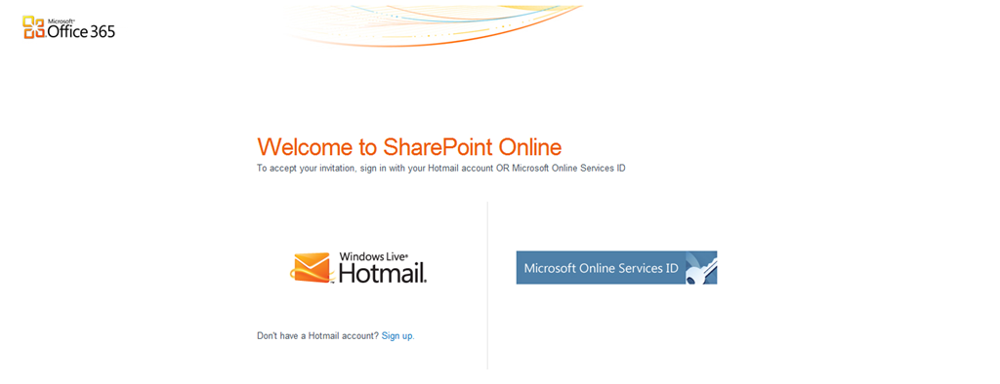 Microsoft®
Office 365
Welcome to SharePoint Online
To accept your invitation, sign in with your Hotmail account OR Microsoft Online Services ID
Windows Live®
Hotmail®
Microsoft Online Services ID
Don't have a Hotmail account? Sign up.